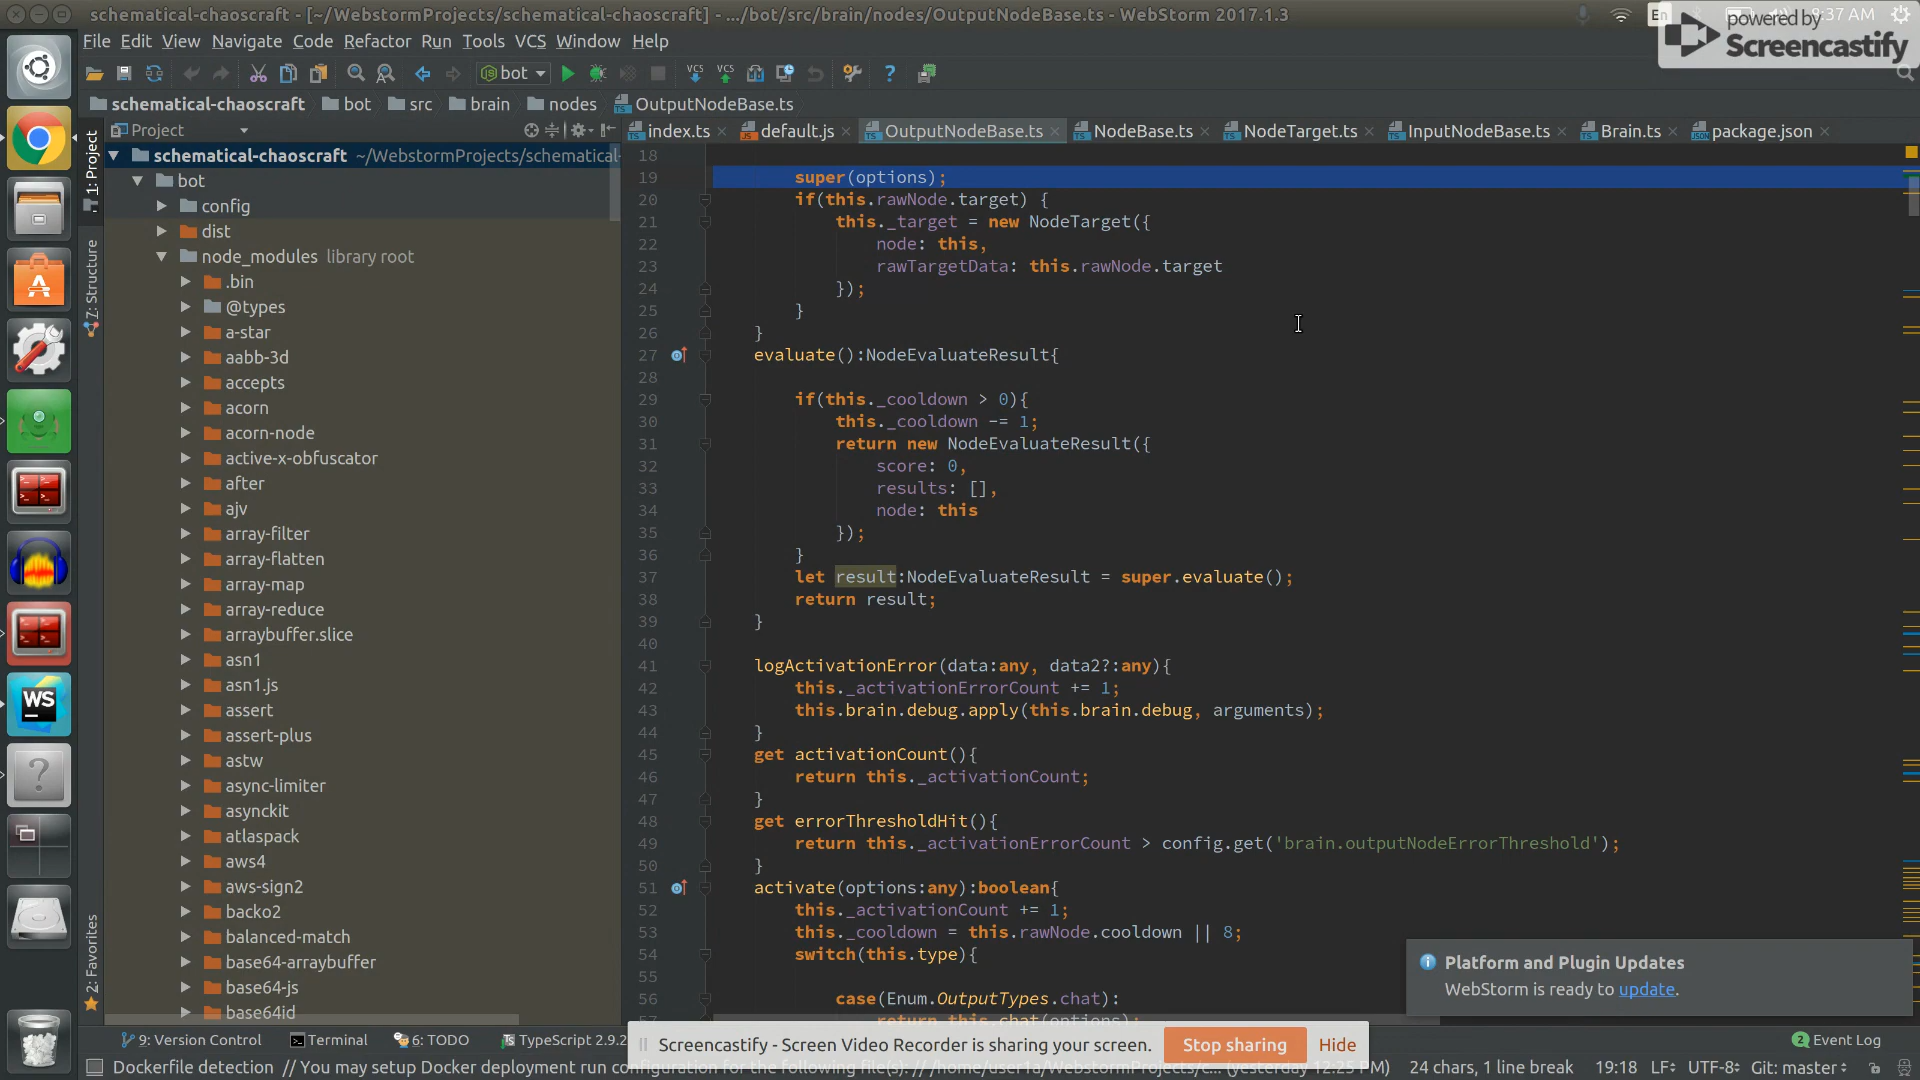 schematical-chaoscraft - [~/WebstormProjects/schematical-chaoscraft] - .../bot/src/brain/nodes/OutputNodeBase.ts - WebStorm 2017.1.3
En
:37 AM
powered by
Screencastify
File Edit View Navigate Code Refactor Run Tools VCS Window Help
bot
VCS VCS
schematical-chaoscraft bot src brain nodes OutputNodeBase.ts
Project
index.ts default.js OutputNodeBase.ts NodeBase.ts NodeTarget.ts InputNodeBase.ts Brain.ts package.json
1: Project
Z: Structure
2: Favorites
schematical-chaoscraft ~/WebstormProjects/schematical-
bot
config
dist
node_modules library root
.bin
@types
a-star
aabb-3d
accepts
acorn
acorn-node
active-x-obfuscator
after
ajv
array-filter
array-flatten
array-map
array-reduce
arraybuffer.slice
asn1
asn1.js
assert
assert-plus
astw
async-limiter
asynckit
atlaspack
aws4
aws-sign2
backo2
balanced-match
base64-arraybuffer
base64-js
base64id
18
19 super(options);
20 if(this.rawNode.target) {
21 this._target = new NodeTarget({
22 node: this,
23 rawTargetData: this.rawNode.target
24 });
25 }
26 }
27 evaluate():NodeEvaluateResult{
28
29 if(this._cooldown > 0){
30 this._cooldown -= 1;
31 return new NodeEvaluateResult({
32 score: 0,
33 results: [],
34 node: this
35 });
36 }
37 let result:NodeEvaluateResult = super.evaluate();
38 return result;
39 }
40
41 logActivationError(data:any, data2?:any){
42 this._activationErrorCount += 1;
43 this.brain.debug.apply(this.brain.debug, arguments);
44 }
45 get activationCount(){
46 return this._activationCount;
47 }
48 get errorThresholdHit(){
49 return this._activationErrorCount > config.get('brain.outputNodeErrorThreshold');
50 }
51 activate(options:any):boolean{
52 this._activationCount += 1;
53 this._cooldown = this.rawNode.cooldown || 8;
54 switch(this.type){
55
56 case(Enum.OutputTypes.chat):
57 return this.chat(options);
WS
Platform and Plugin Updates
WebStorm is ready to update.
9: Version Control Terminal 6: TODO TypeScript 2.9.2
Screencastify - Screen Video Recorder is sharing your screen. Stop sharing Hide
2 Event Log
Dockerfile detection // You may setup Docker deployment run configuration for the following file(s): // /home/user1a/WebstormProjects/c... (yesterday 12:25 PM) 24 chars, 1 line break 19:18 LF UTF-8 Git: master